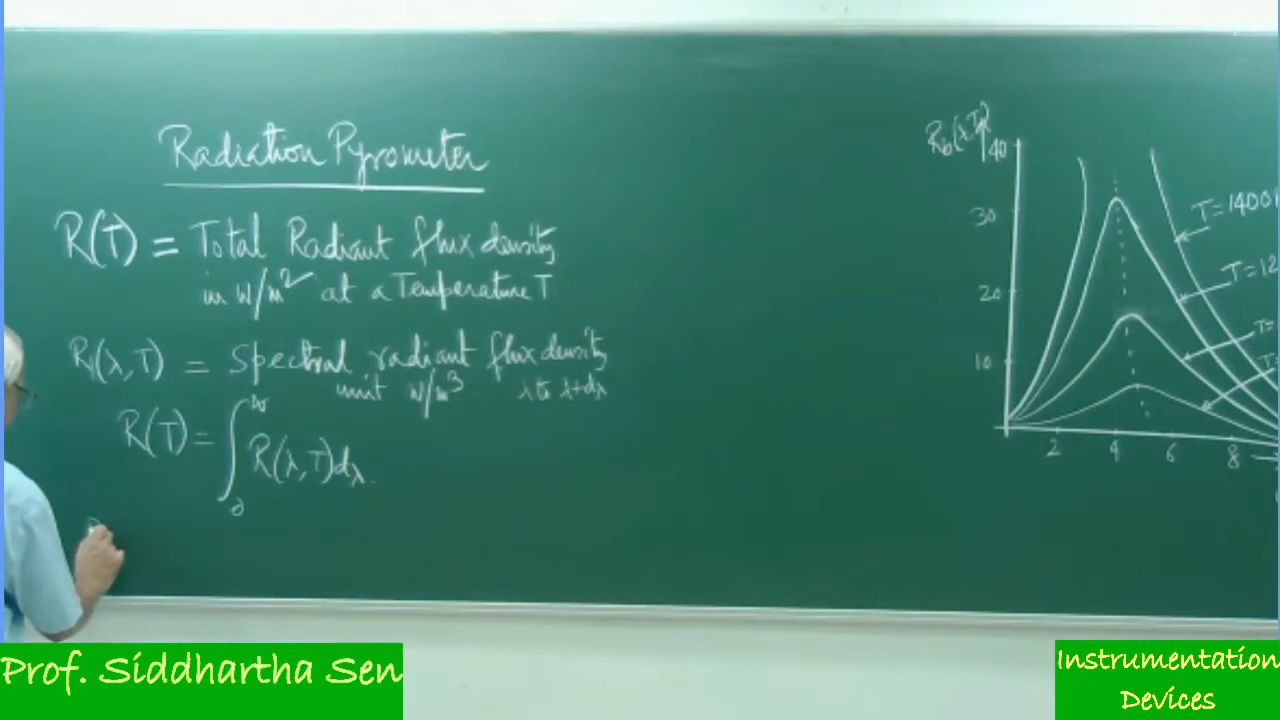 Radiation Pyrometer
R(T) = Total Radiant flux density
in W/m² at a Temperature T
R(λ,T) = Spectral radiant flux density
unit W/m³ λ to λ+dλ
R(T) = ∫₀^∞ R(λ,T)dλ.
R_b(λ,T)
40
30
20
10
2 4 6 8
T=1400
T=12
T=
T=
Prof. Siddhartha Sen
Instrumentation
Devices